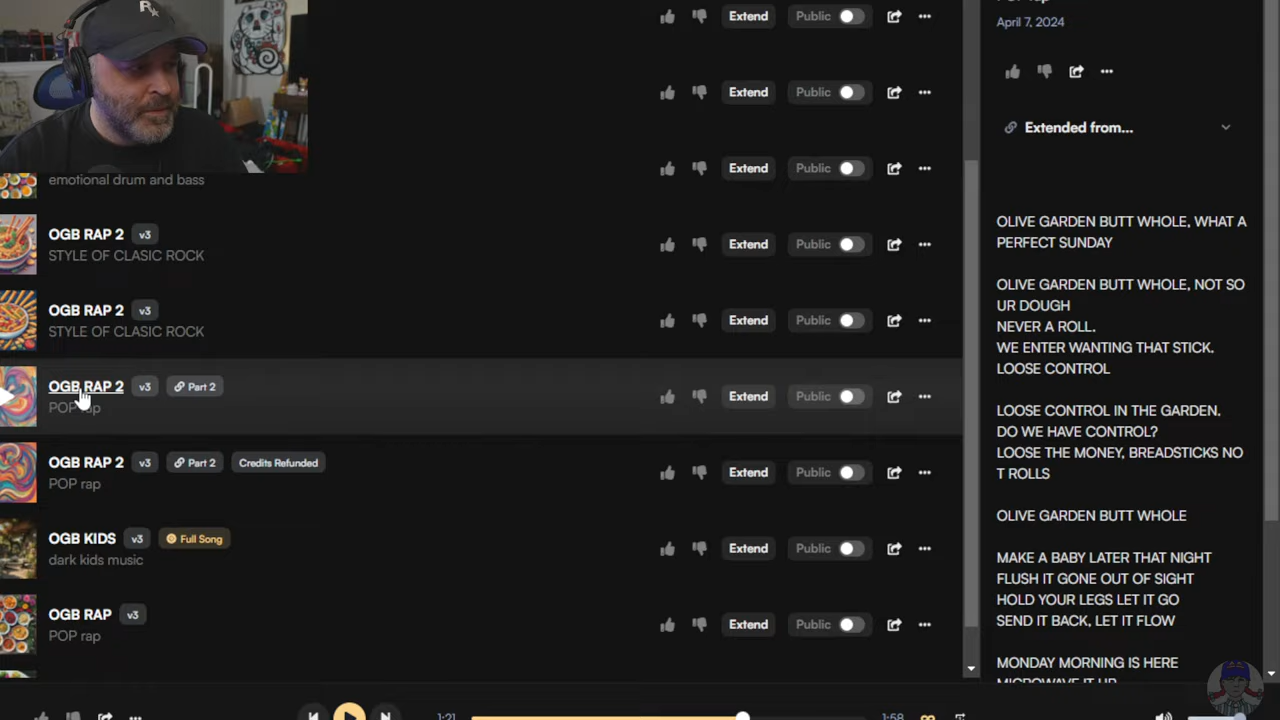 R★
Extend Public
April 7, 2024
Extend Public
Extended from...
emotional drum and bass
Extend Public
OGB RAP 2 v3
STYLE OF CLASIC ROCK
Extend Public
OGB RAP 2 v3
STYLE OF CLASIC ROCK
Extend Public
OGB RAP 2 v3 Part 2
POP rap
Extend Public
OGB RAP 2 v3 Part 2 Credits Refunded
POP rap
Extend Public
OGB KIDS v3 Full Song
dark kids music
Extend Public
OGB RAP v3
POP rap
Extend Public
OLIVE GARDEN BUTT WHOLE, WHAT A
PERFECT SUNDAY
OLIVE GARDEN BUTT WHOLE, NOT SO
UR DOUGH
NEVER A ROLL.
WE ENTER WANTING THAT STICK.
LOOSE CONTROL
LOOSE CONTROL IN THE GARDEN.
DO WE HAVE CONTROL?
LOOSE THE MONEY, BREADSTICKS NO
T ROLLS
OLIVE GARDEN BUTT WHOLE
MAKE A BABY LATER THAT NIGHT
FLUSH IT GONE OUT OF SIGHT
HOLD YOUR LEGS LET IT GO
SEND IT BACK, LET IT FLOW
MONDAY MORNING IS HERE
MICROWAVE IT UP
1:21
1:58